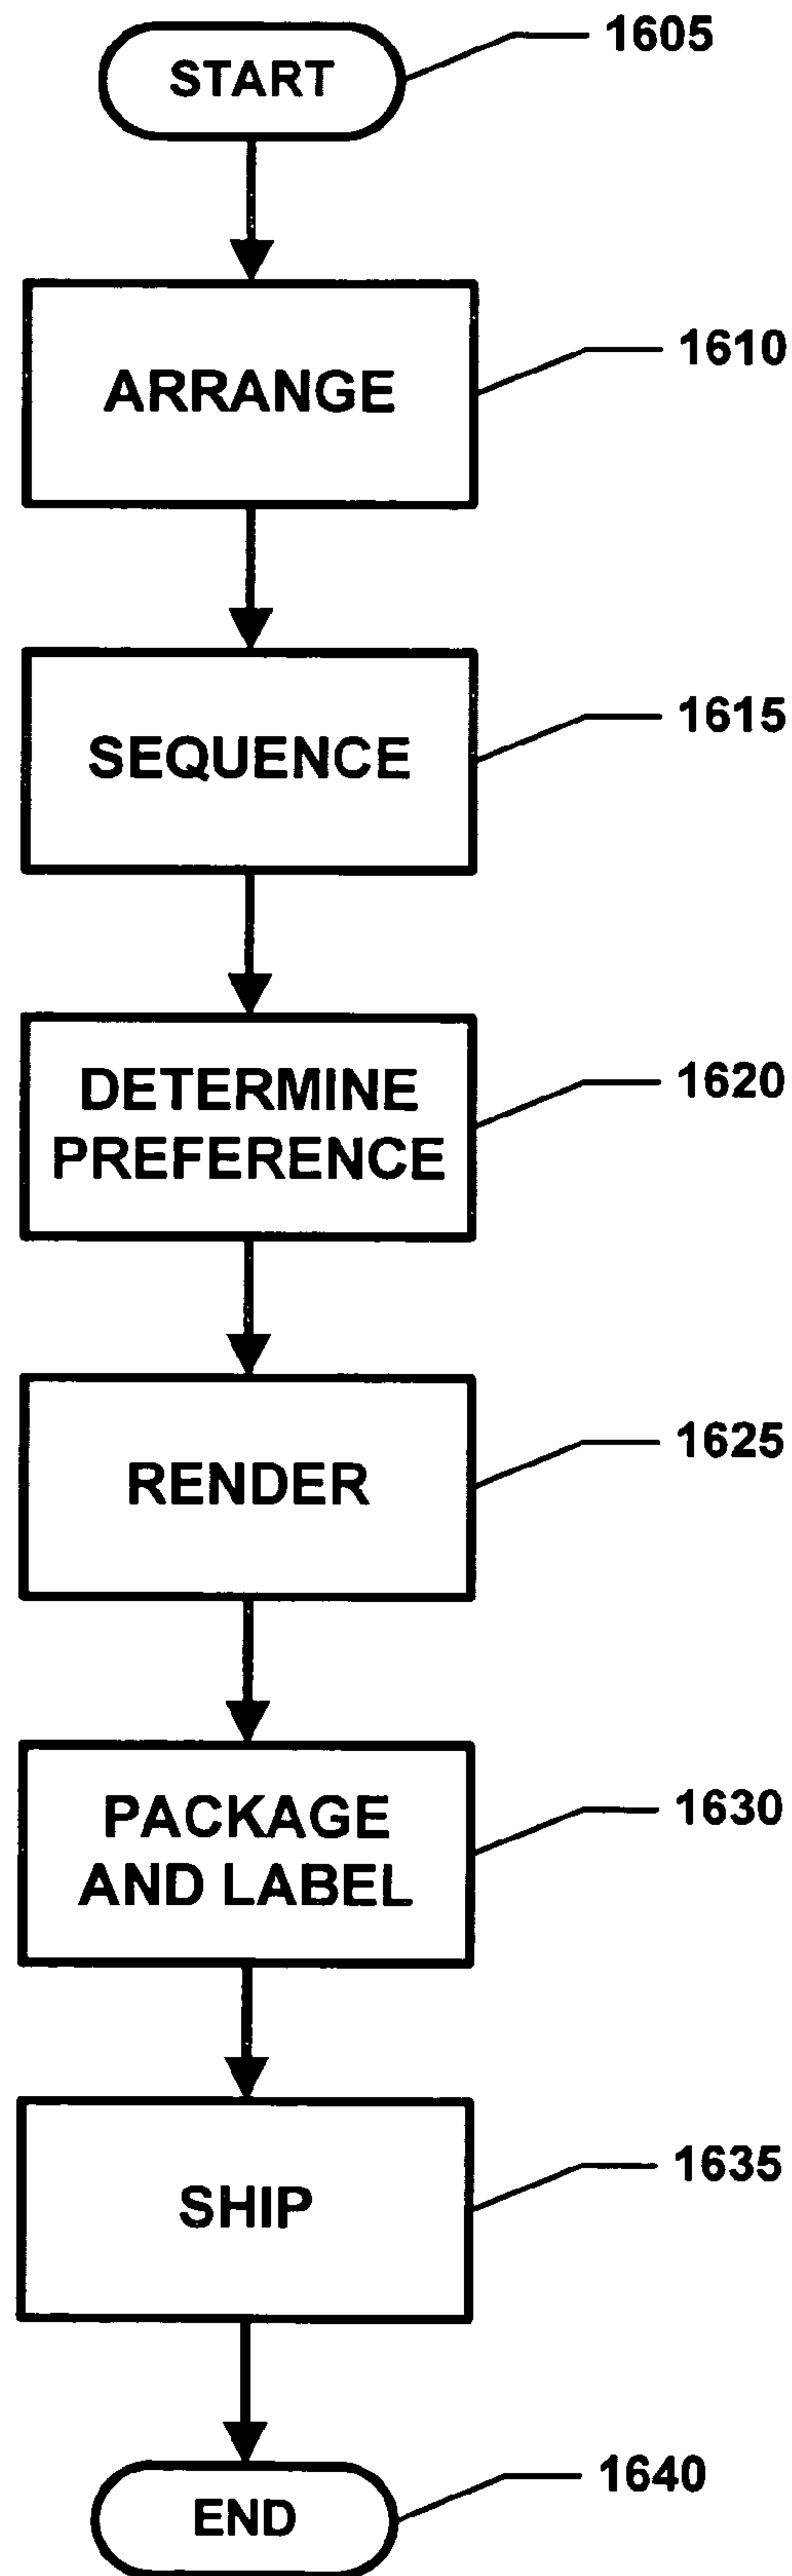 START
1605
ARRANGE
1610
SEQUENCE
1615
DETERMINE
PREFERENCE
1620
RENDER
1625
PACKAGE
AND LABEL
1630
SHIP
1635
END
1640